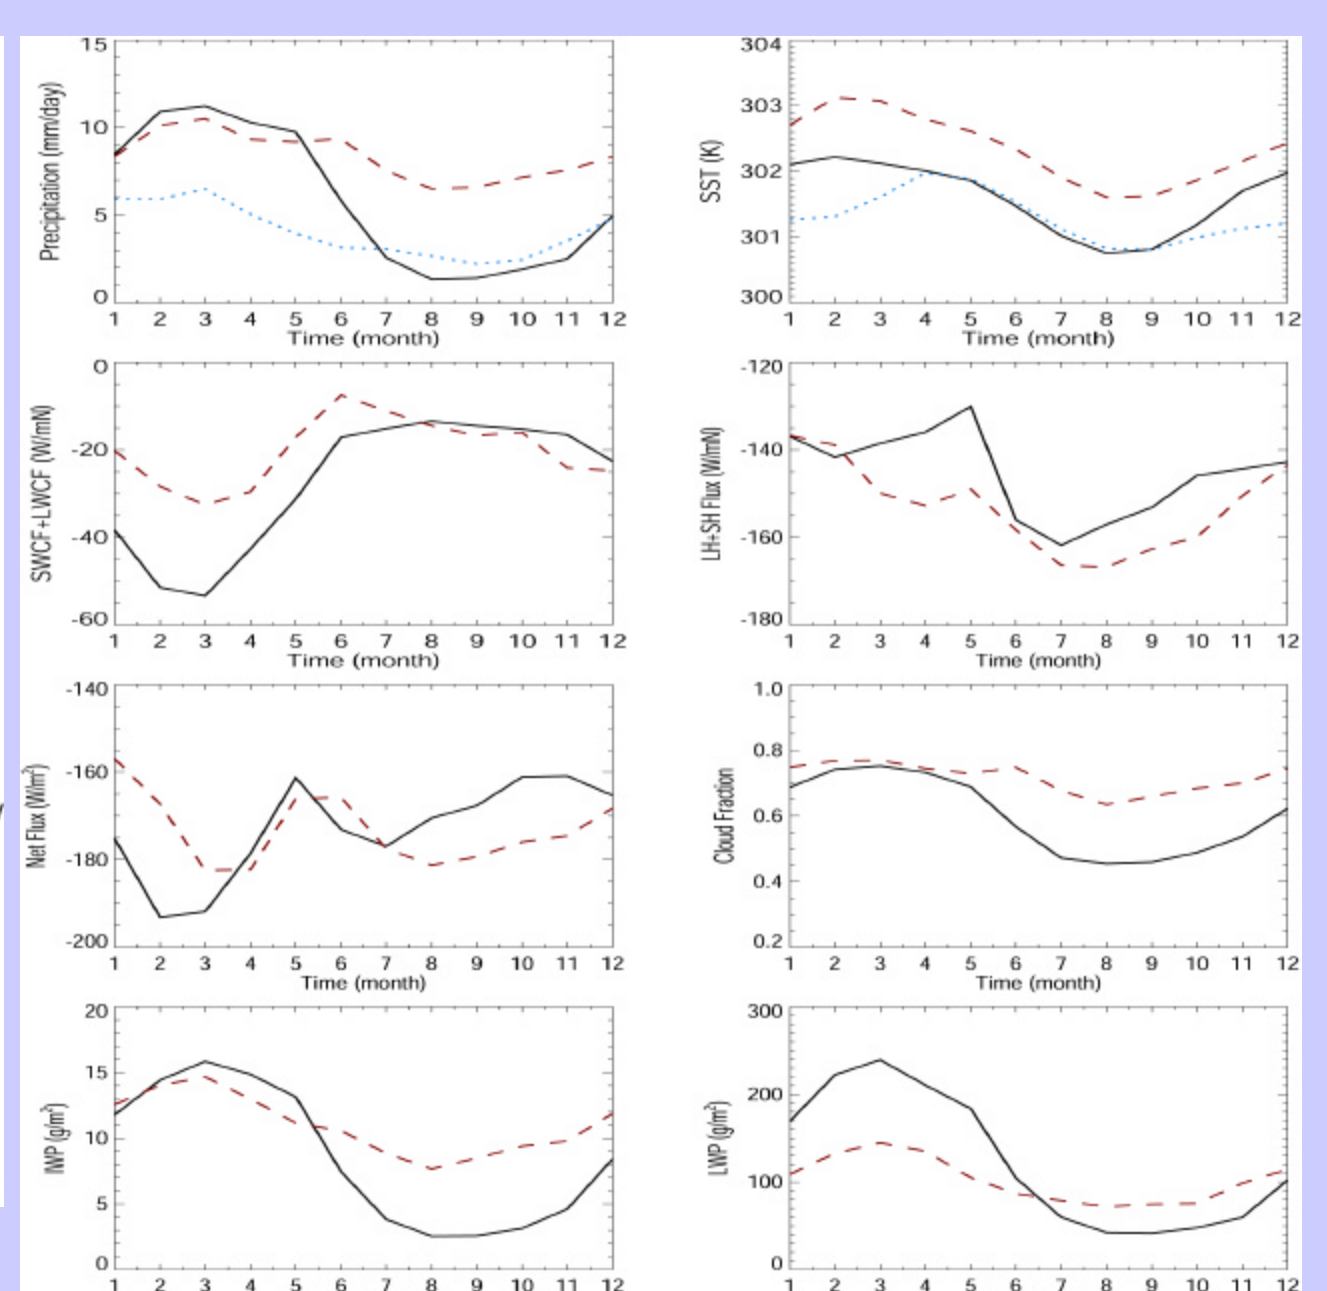 15
10
5
0
Precipitation (mm/day)
1 2 3 4 5 6 7 8 9 10 11 12
Time (month)
304
303
302
301
300
SST (K)
1 2 3 4 5 6 7 8 9 10 11 12
Time (month)
0
-20
-40
-60
SWCF+LWCF (W/mN)
1 2 3 4 5 6 7 8 9 10 11 12
Time (month)
-120
-140
-160
-180
LH+SH Flux (W/mN)
1 2 3 4 5 6 7 8 9 10 11 12
Time (month)
-140
-160
-180
-200
Net Flux (W/m²)
1 2 3 4 5 6 7 8 9 10 11 12
Time (month)
1.0
0.8
0.6
0.4
0.2
Cloud Fraction
1 2 3 4 5 6 7 8 9 10 11 12
Time (month)
20
15
10
5
0
IWP (g/m²)
1 2 3 4 5 6 7 8 9 10 11 12
300
200
100
0
LWP (g/m²)
1 2 3 4 5 6 7 8 9 10 11 12